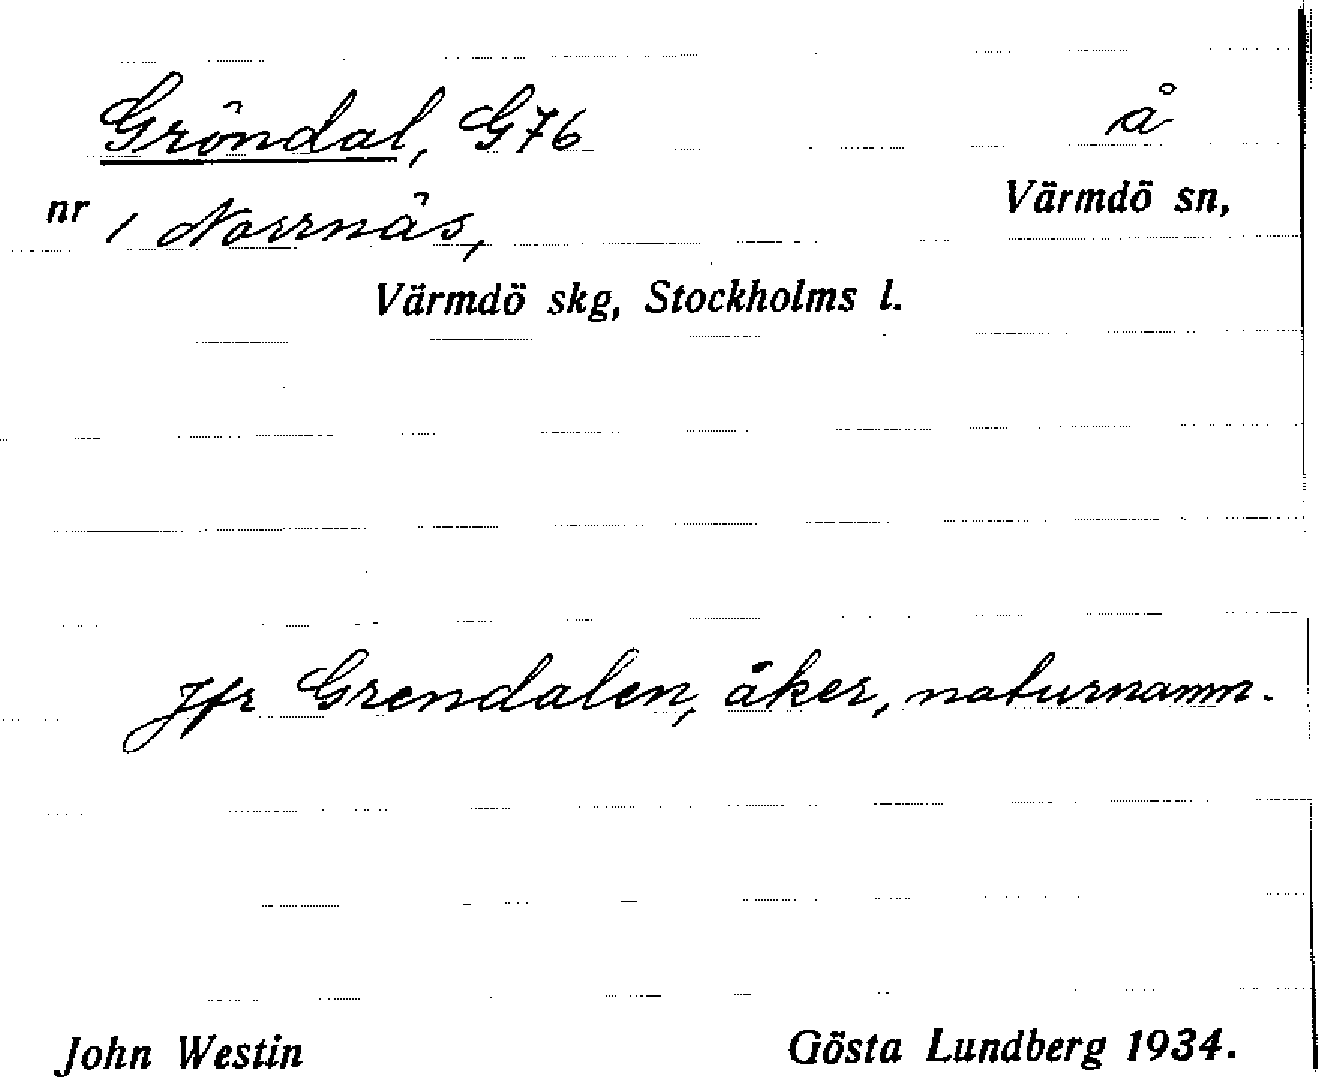 Gröndal, G76 å
nr 1 Norrnäs, Värmdö sn,
Värmdö skg, Stockholms l.
Jfr Grendalen, åker, naturnamn.
John Westin Gösta Lundberg 1934.